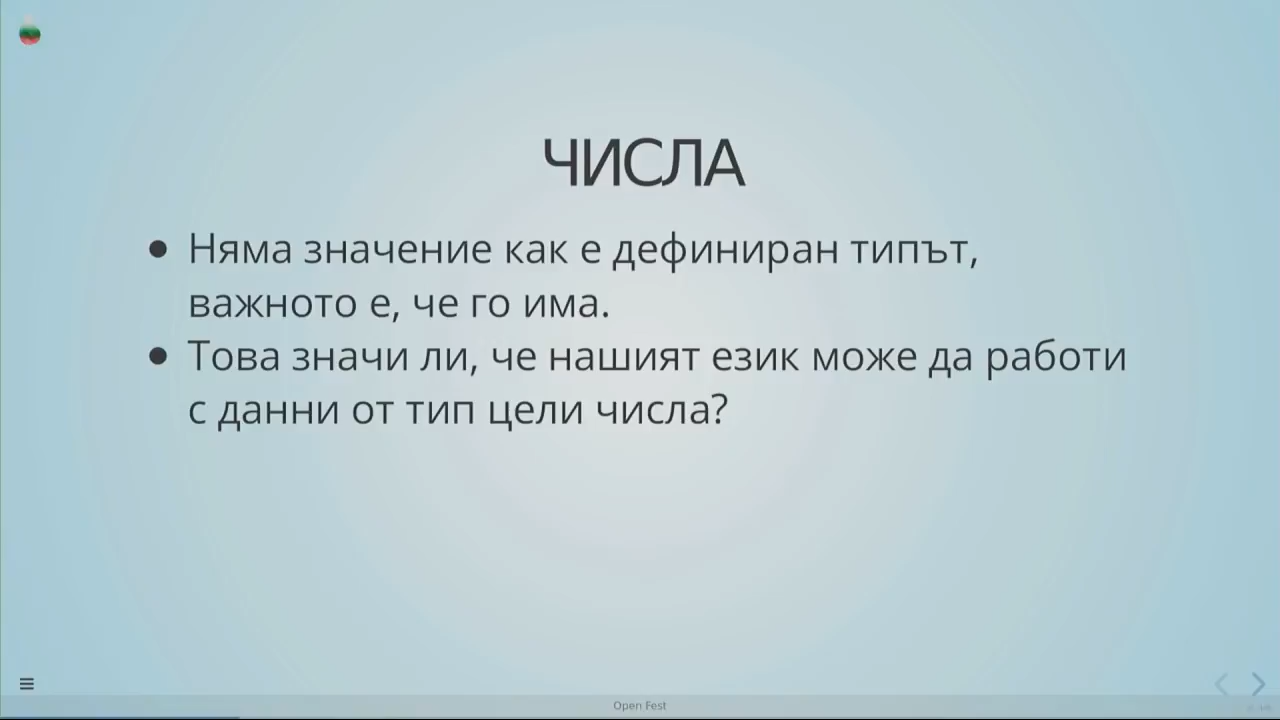 ЧИСЛА
● Няма значение как е дефиниран типът,
важното е, че го има.
● Това значи ли, че нашият език може да работи
с данни от тип цели числа?
Open Fest